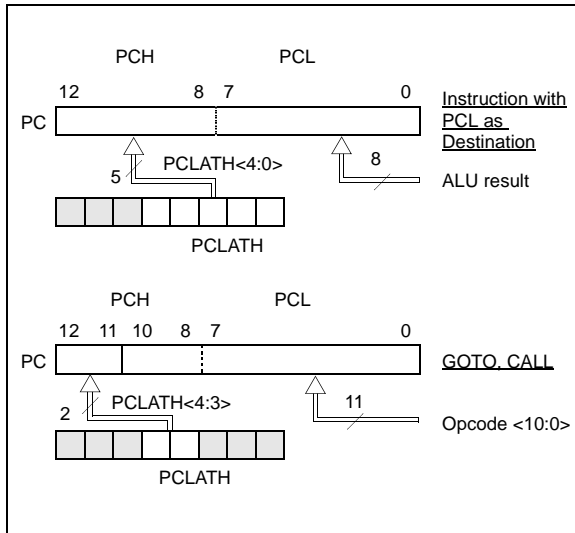 PCH PCL
12 8 7 0
PC
Instruction with
PCL as
Destination
5 PCLATH<4:0> 8
ALU result
PCLATH
PCH PCL
12 11 10 8 7 0
PC
GOTO, CALL
2 PCLATH<4:3> 11
Opcode <10:0>
PCLATH